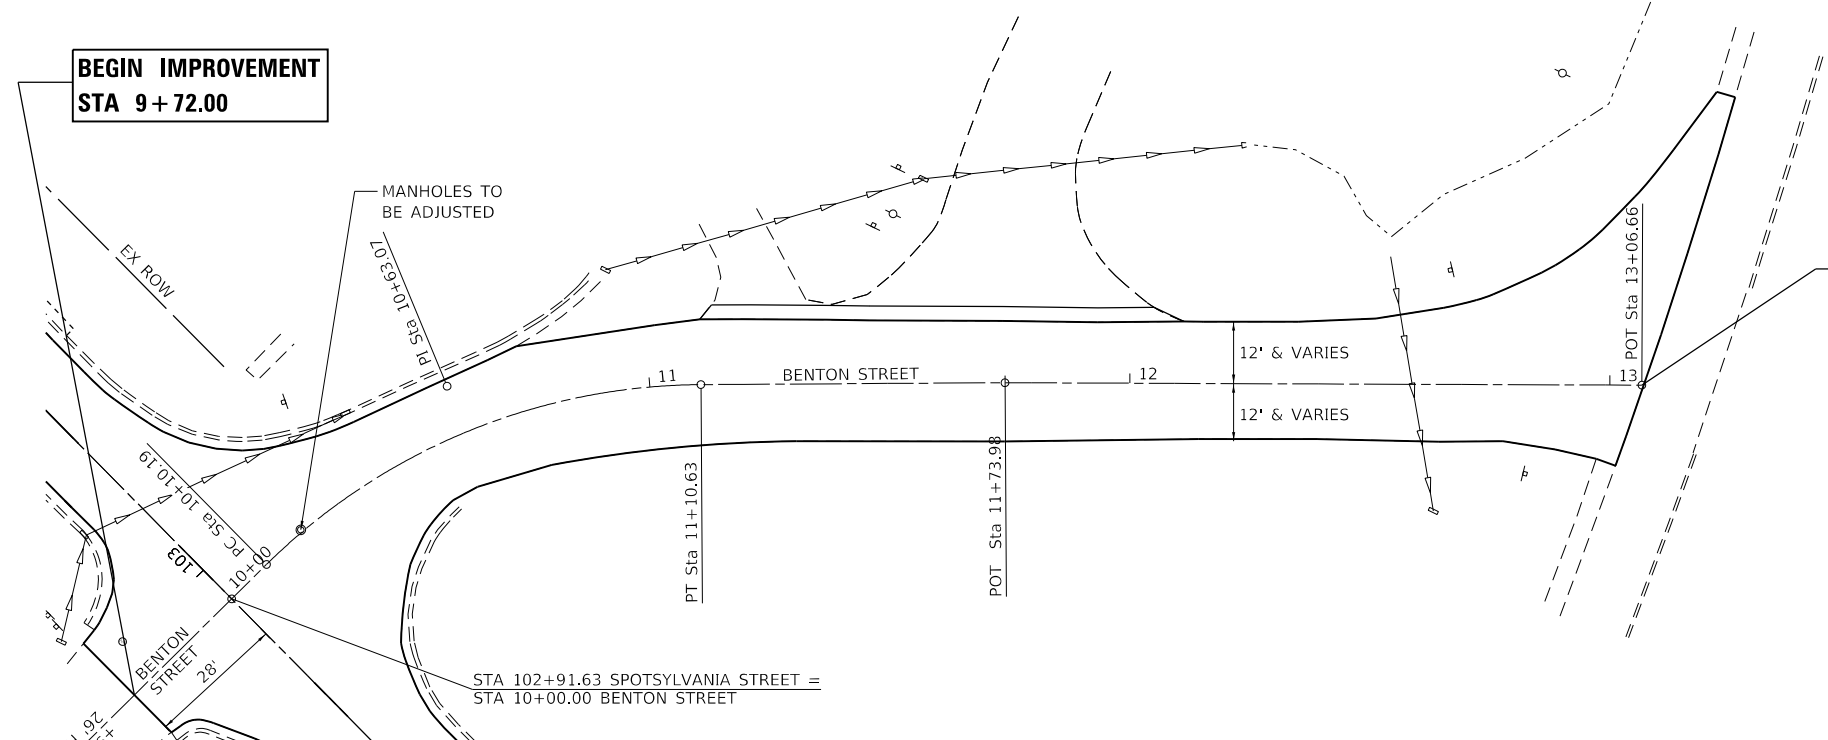 BEGIN IMPROVEMENT
STA 9+72.00
MANHOLES TO
BE ADJUSTED
EX ROW
PI Sta 10+63.07
POT Sta 13+06.66
12' & VARIES
11
BENTON STREET
12
13
12' & VARIES
PC Sta 10+10.19
PT Sta 11+10.63
POT Sta 11+73.98
L 103
10+00
BENTON
STREET
28'
STA 102+91.63 SPOTSYLVANIA STREET =
STA 10+00.00 BENTON STREET